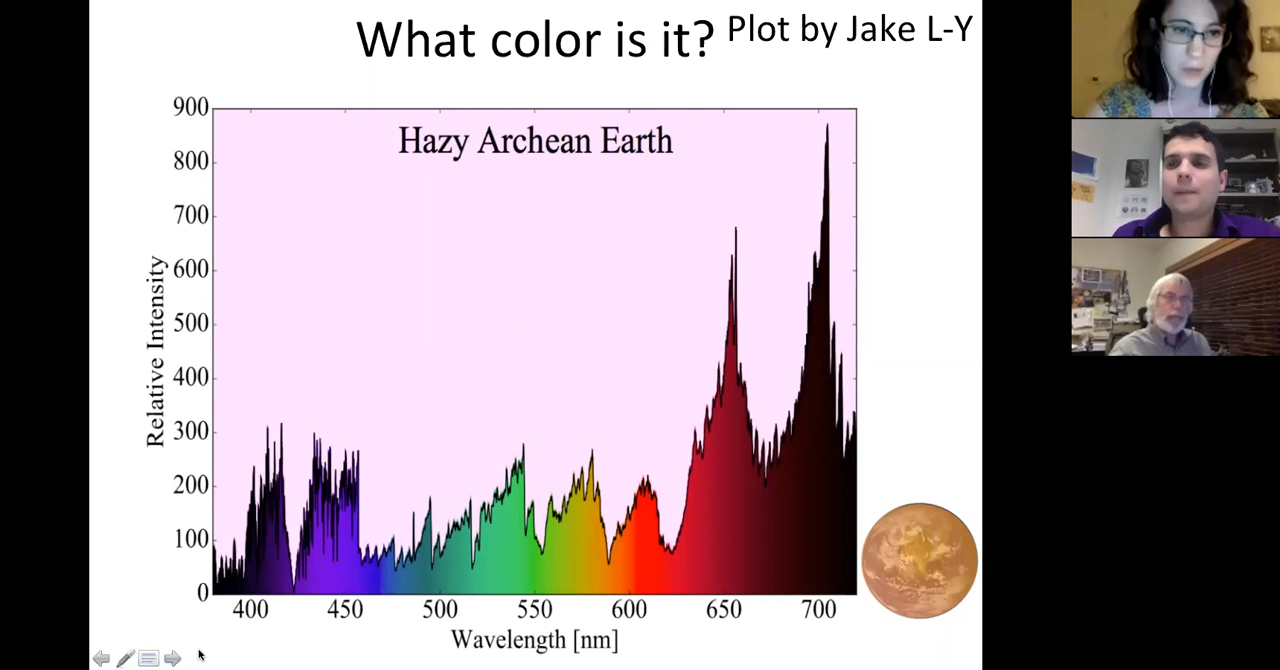 What color is it? Plot by Jake L-Y
Hazy Archean Earth
900
800
700
600
500
400
300
200
100
0
Relative Intensity
400 450 500 550 600 650 700
Wavelength [nm]